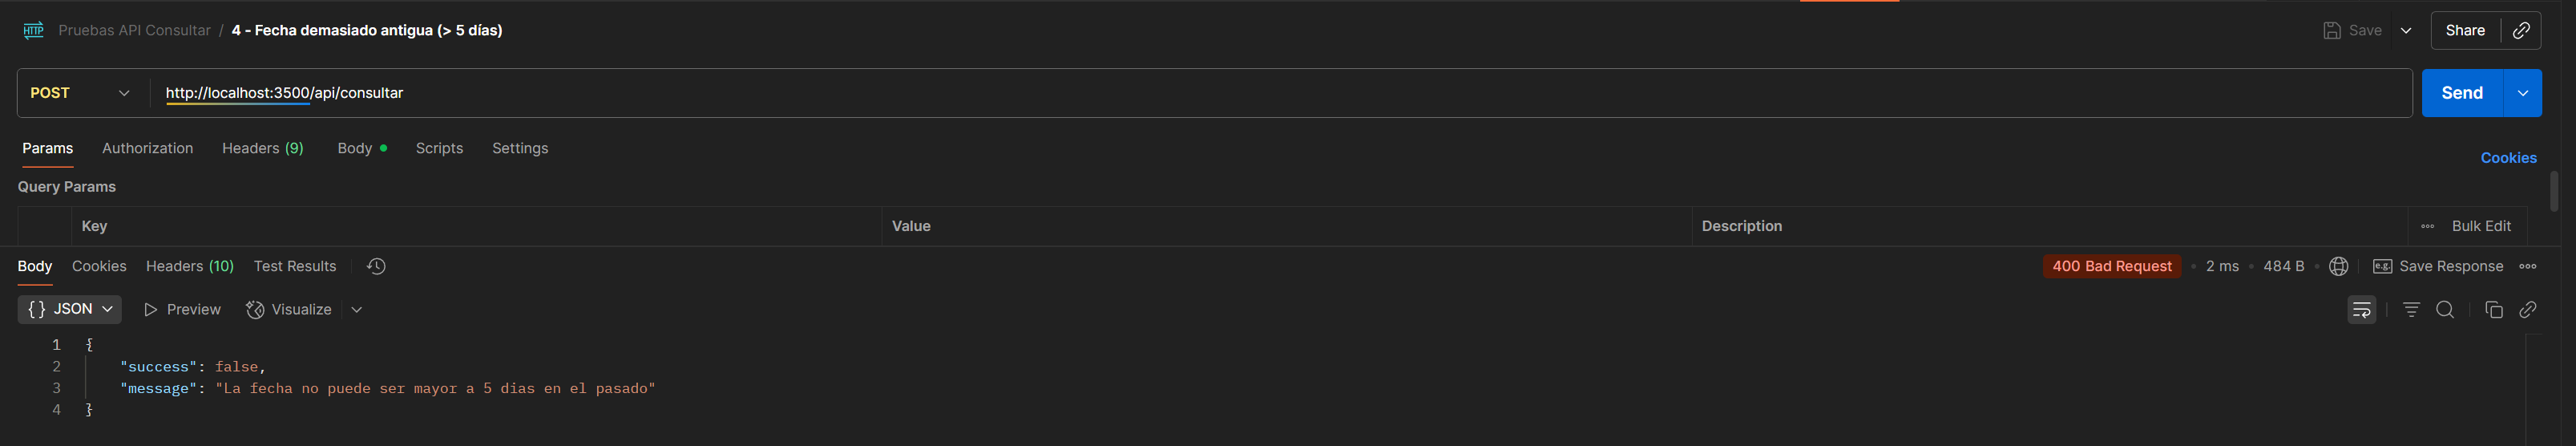 HTTP Pruebas API Consultar / 4 - Fecha demasiado antigua (> 5 días) Save Share
POST http://localhost:3500/api/consultar Send
Params Authorization Headers (9) Body Scripts Settings Cookies
Query Params
Key Value Description Bulk Edit
Body Cookies Headers (10) Test Results 400 Bad Request • 2 ms • 484 B • e.g. Save Response
{} JSON Preview Visualize
1 {
2 "success": false,
3 "message": "La fecha no puede ser mayor a 5 dias en el pasado"
4 }